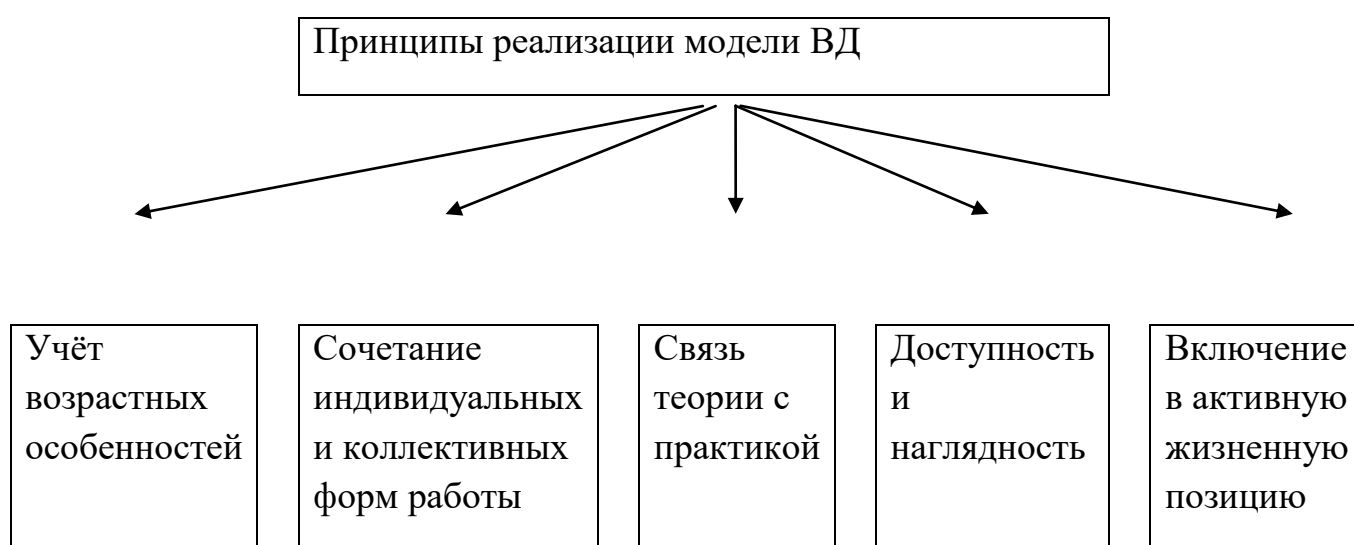 Принципы реализации модели ВД
Учёт
возрастных
особенностей
Сочетание
индивидуальных
и коллективных
форм работы
Связь
теории с
практикой
Доступность
и
наглядность
Включение
в активную
жизненную
позицию